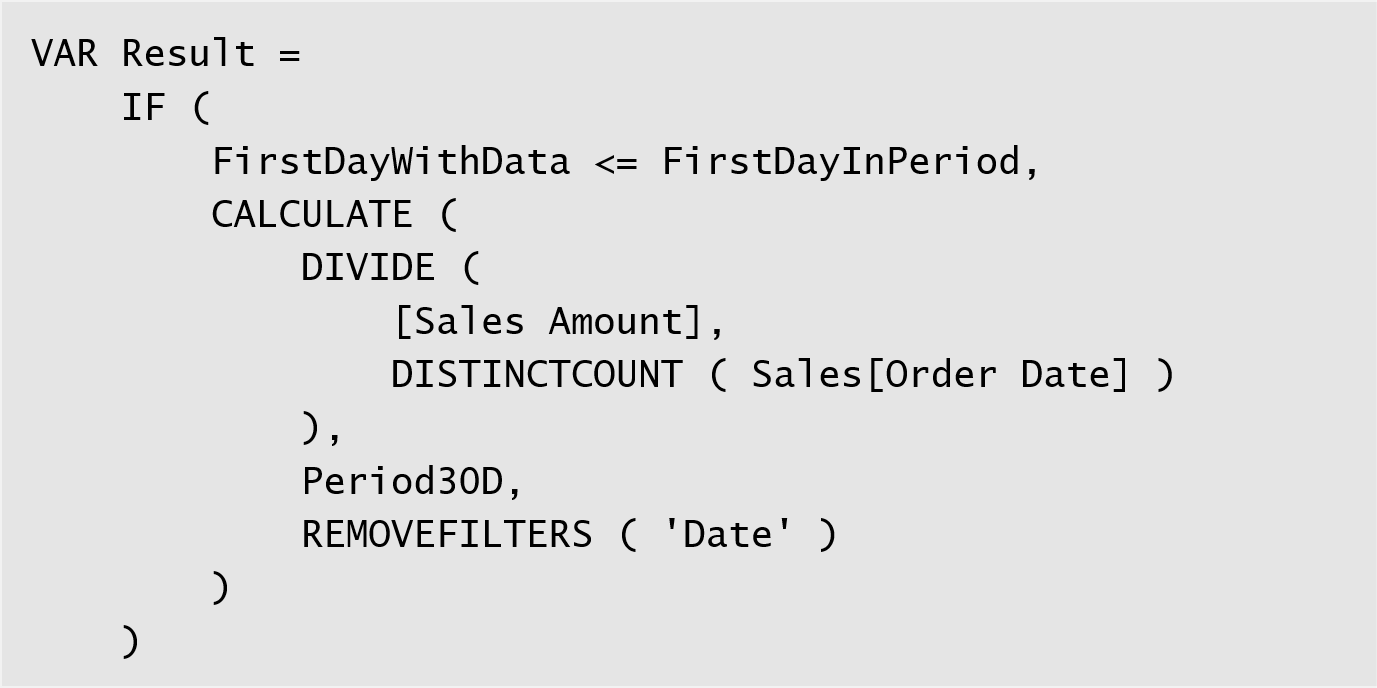 VAR Result =
    IF (
        FirstDayWithData <= FirstDayInPeriod,
        CALCULATE (
            DIVIDE (
                [Sales Amount],
                DISTINCTCOUNT ( Sales[Order Date] )
            ),
            Period30D,
            REMOVEFILTERS ( 'Date' )
        )
    )